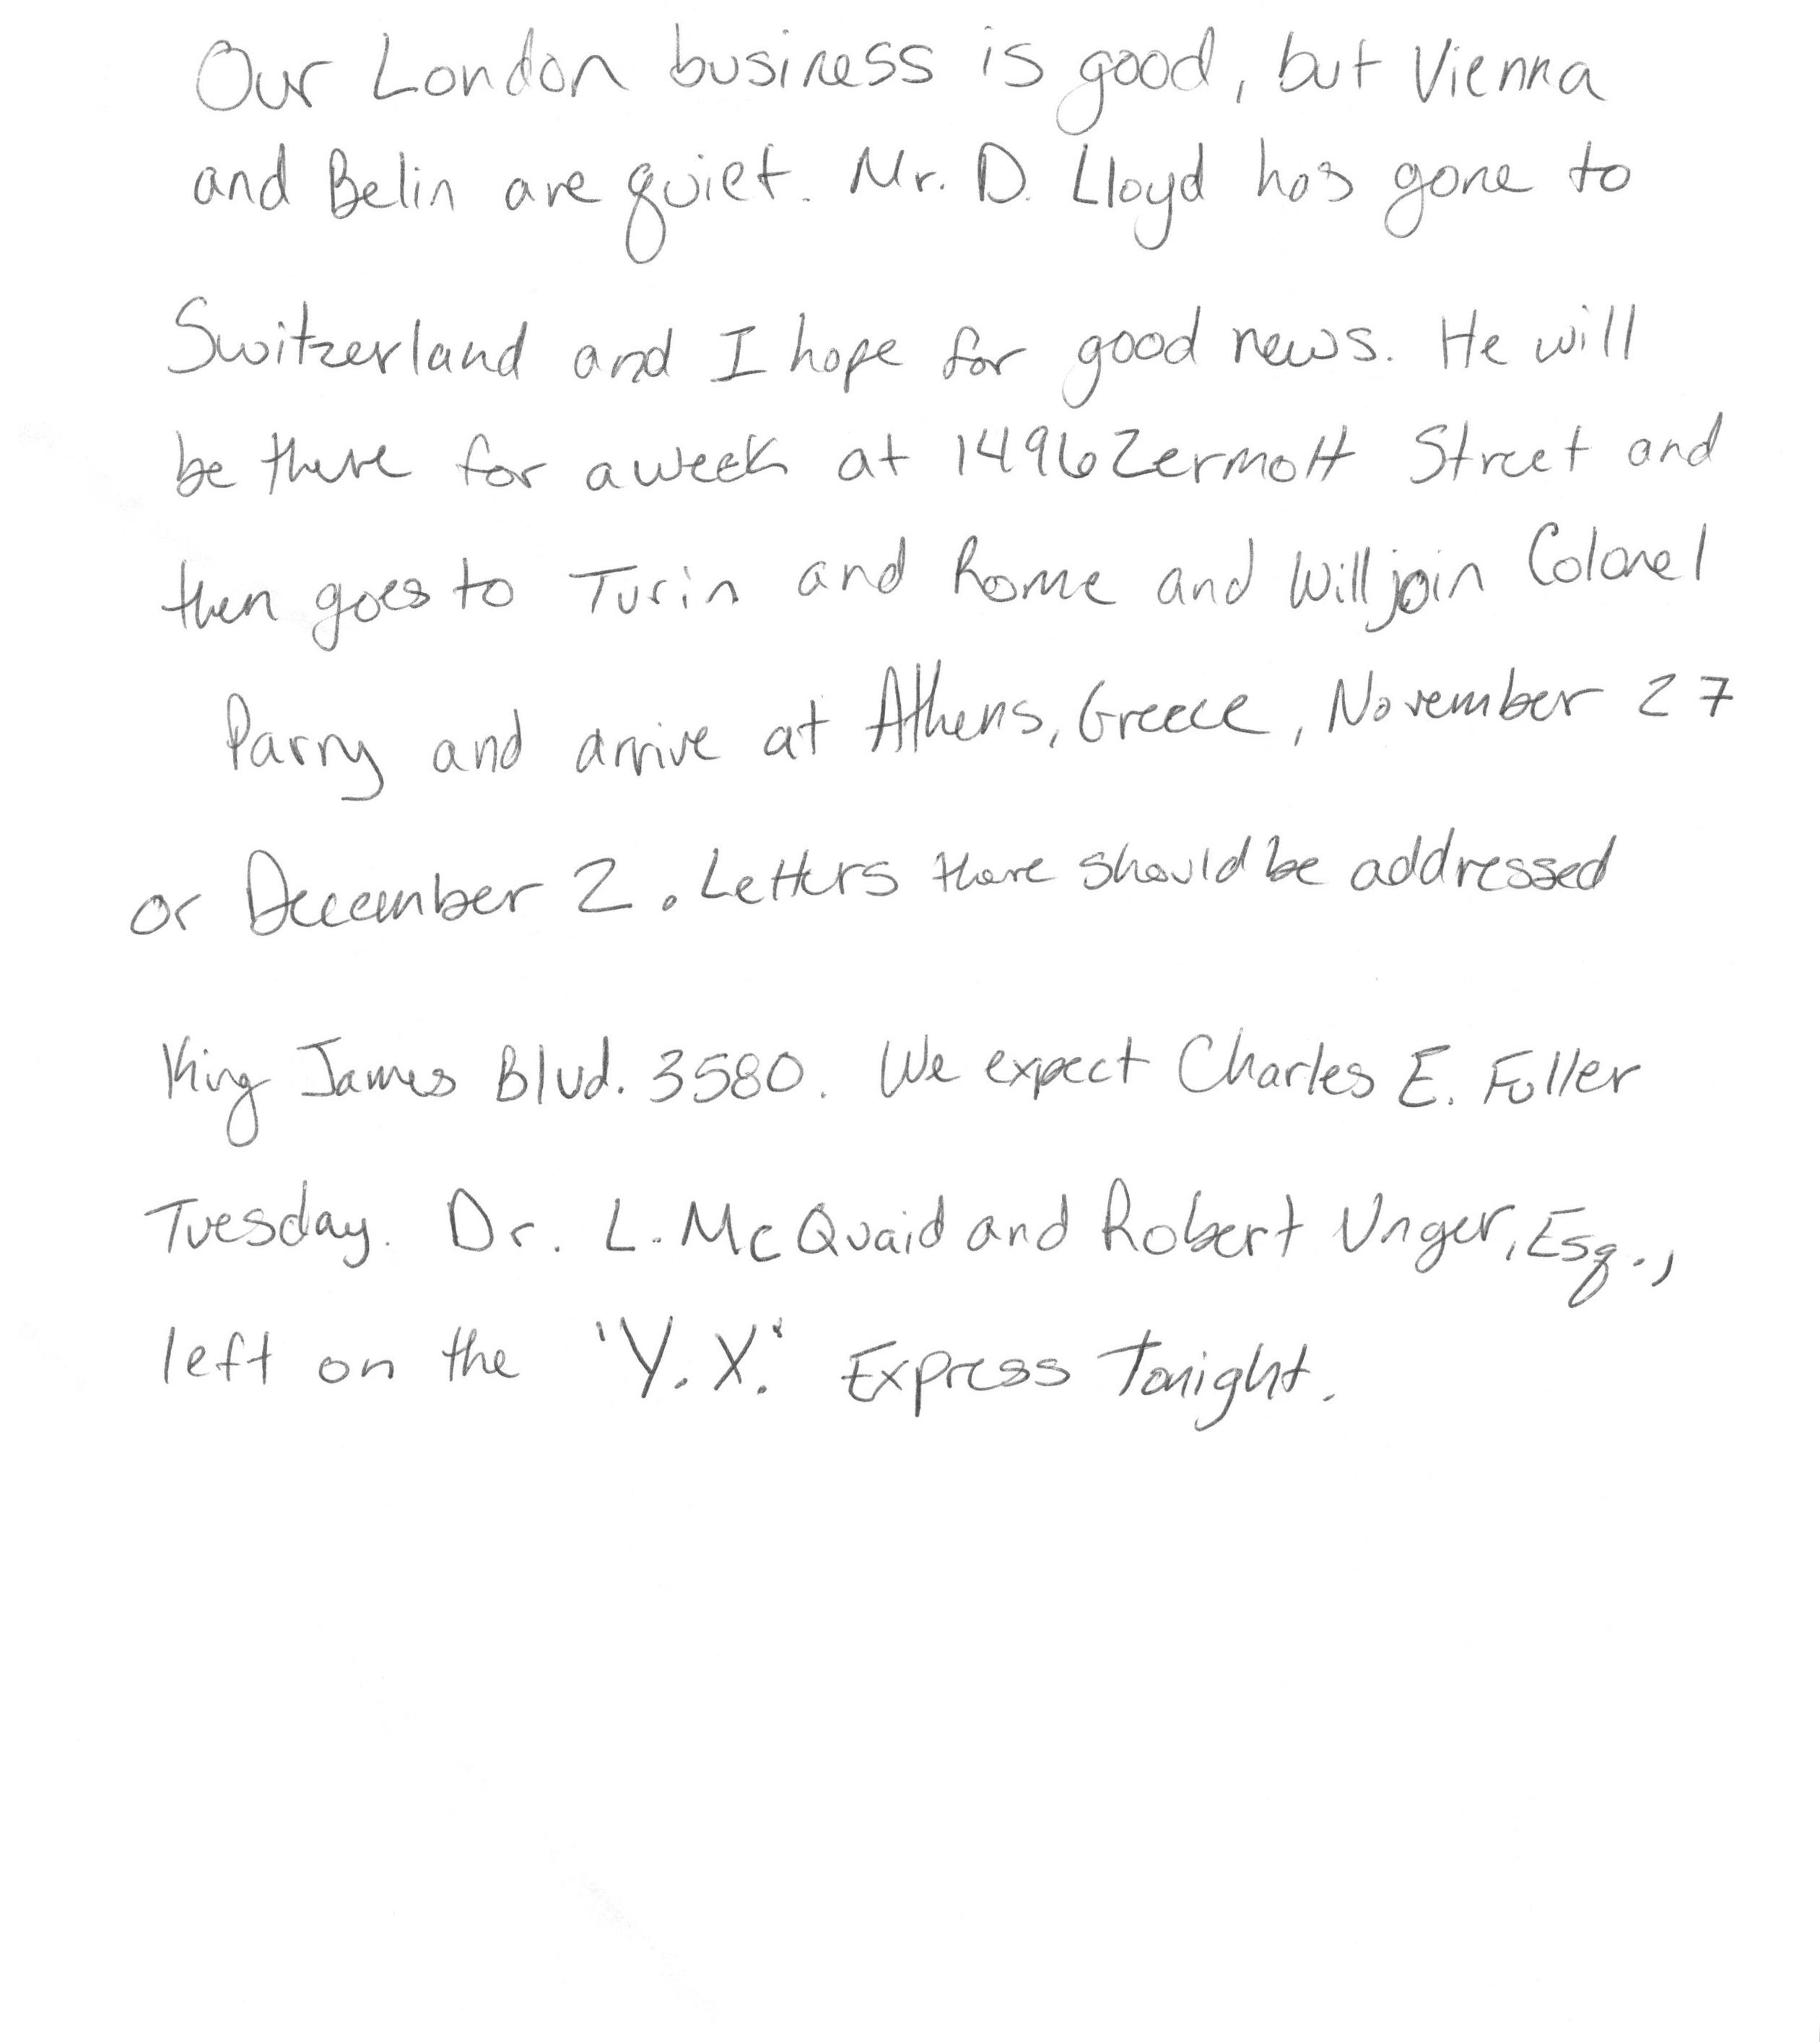 Our London business is good, but Vienna
and Belin are quiet. Mr. D. Lloyd has gone to
Switzerland and I hope for good news. He will
be there for a week at 1496 Zermott Street and
then goes to Turin and Rome and will join Colonel
Parry and arrive at Athens, Greece, November 27
or December 2. Letters there should be addressed
King James Blvd. 3580. We expect Charles E. Fuller
Tuesday. Dr. L. McQuaid and Robert Unger, Esq.,
left on the "Y.X." Express Tonight.